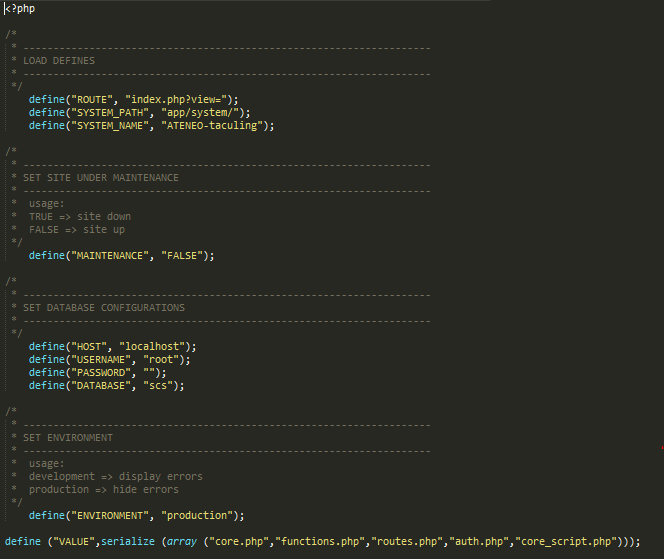 <?php
/*
* --------------------------------------------------------------------
* LOAD DEFINES
* --------------------------------------------------------------------
*/
define("ROUTE", "index.php?view=");
define("SYSTEM_PATH", "app/system/");
define("SYSTEM_NAME", "ATENEO-taculing");
/*
* --------------------------------------------------------------------
* SET SITE UNDER MAINTENANCE
* --------------------------------------------------------------------
*  usage:
*  TRUE => site down
*  FALSE => site up
*/
define("MAINTENANCE", "FALSE");
/*
* --------------------------------------------------------------------
* SET DATABASE CONFIGURATIONS
* --------------------------------------------------------------------
*/
define("HOST", "localhost");
define("USERNAME", "root");
define("PASSWORD", "");
define("DATABASE", "scs");
/*
* --------------------------------------------------------------------
* SET ENVIRONMENT
* --------------------------------------------------------------------
*  usage:
*  development => display errors
*  production => hide errors
*/
define("ENVIRONMENT", "production");
define ("VALUE",serialize (array ("core.php","functions.php","routes.php","auth.php","core_script.php")));